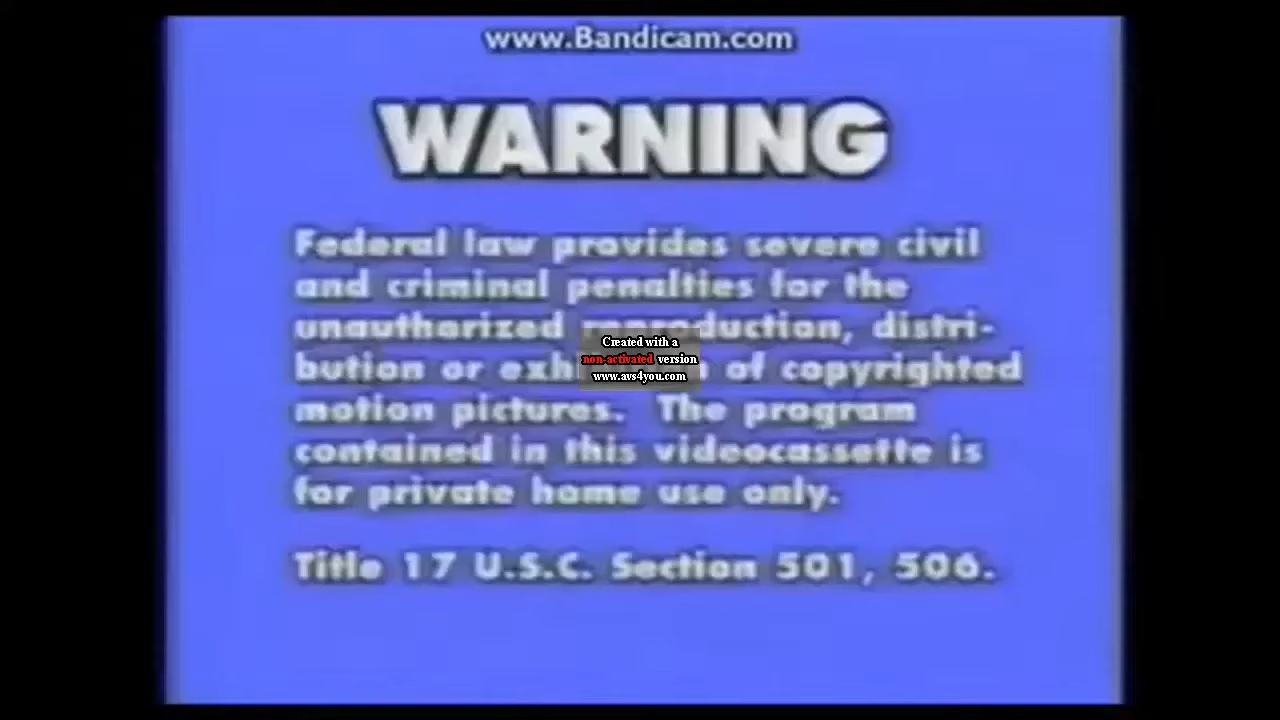 www.Bandicam.com
WARNING
Federal law provides severe civil
and criminal penalties for the
unauthorized reproduction, distri-
bution or exh of copyrighted
motion pictures. The program
contained in this videocassette is
for private home use only.
Title 17 U.S.C. Section 501, 506.
Created with a
non-activated version
www.avs4you.com